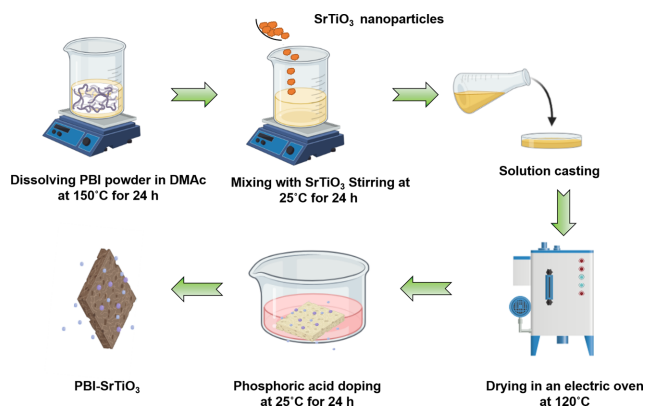 SrTiO₃ nanoparticles
Dissolving PBI powder in DMAc
at 150˚C for 24 h
Mixing with SrTiO₃ Stirring at
25˚C for 24 h
Solution casting
Drying in an electric oven
at 120˚C
Phosphoric acid doping
at 25˚C for 24 h
PBI-SrTiO₃